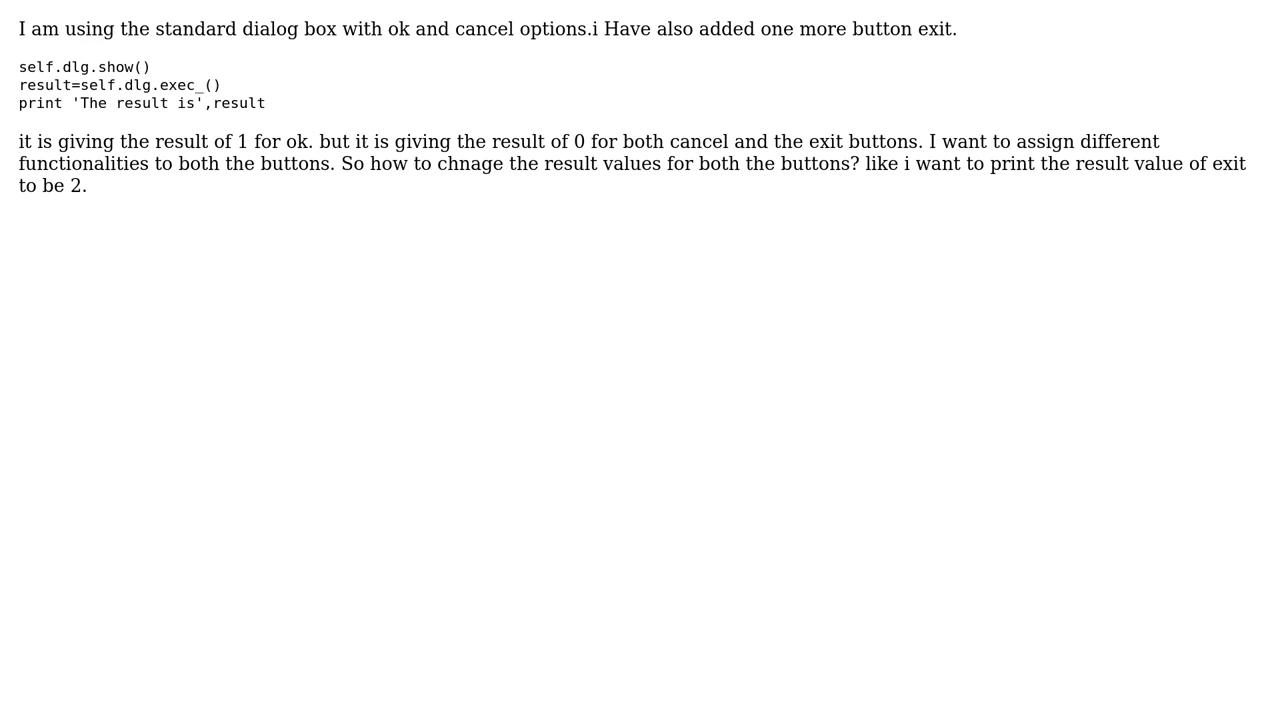 I am using the standard dialog box with ok and cancel options.i Have also added one more button exit.
self.dlg.show()
result=self.dlg.exec_()
print 'The result is',result
it is giving the result of 1 for ok. but it is giving the result of 0 for both cancel and the exit buttons. I want to assign different
functionalities to both the buttons. So how to chnage the result values for both the buttons? like i want to print the result value of exit
to be 2.